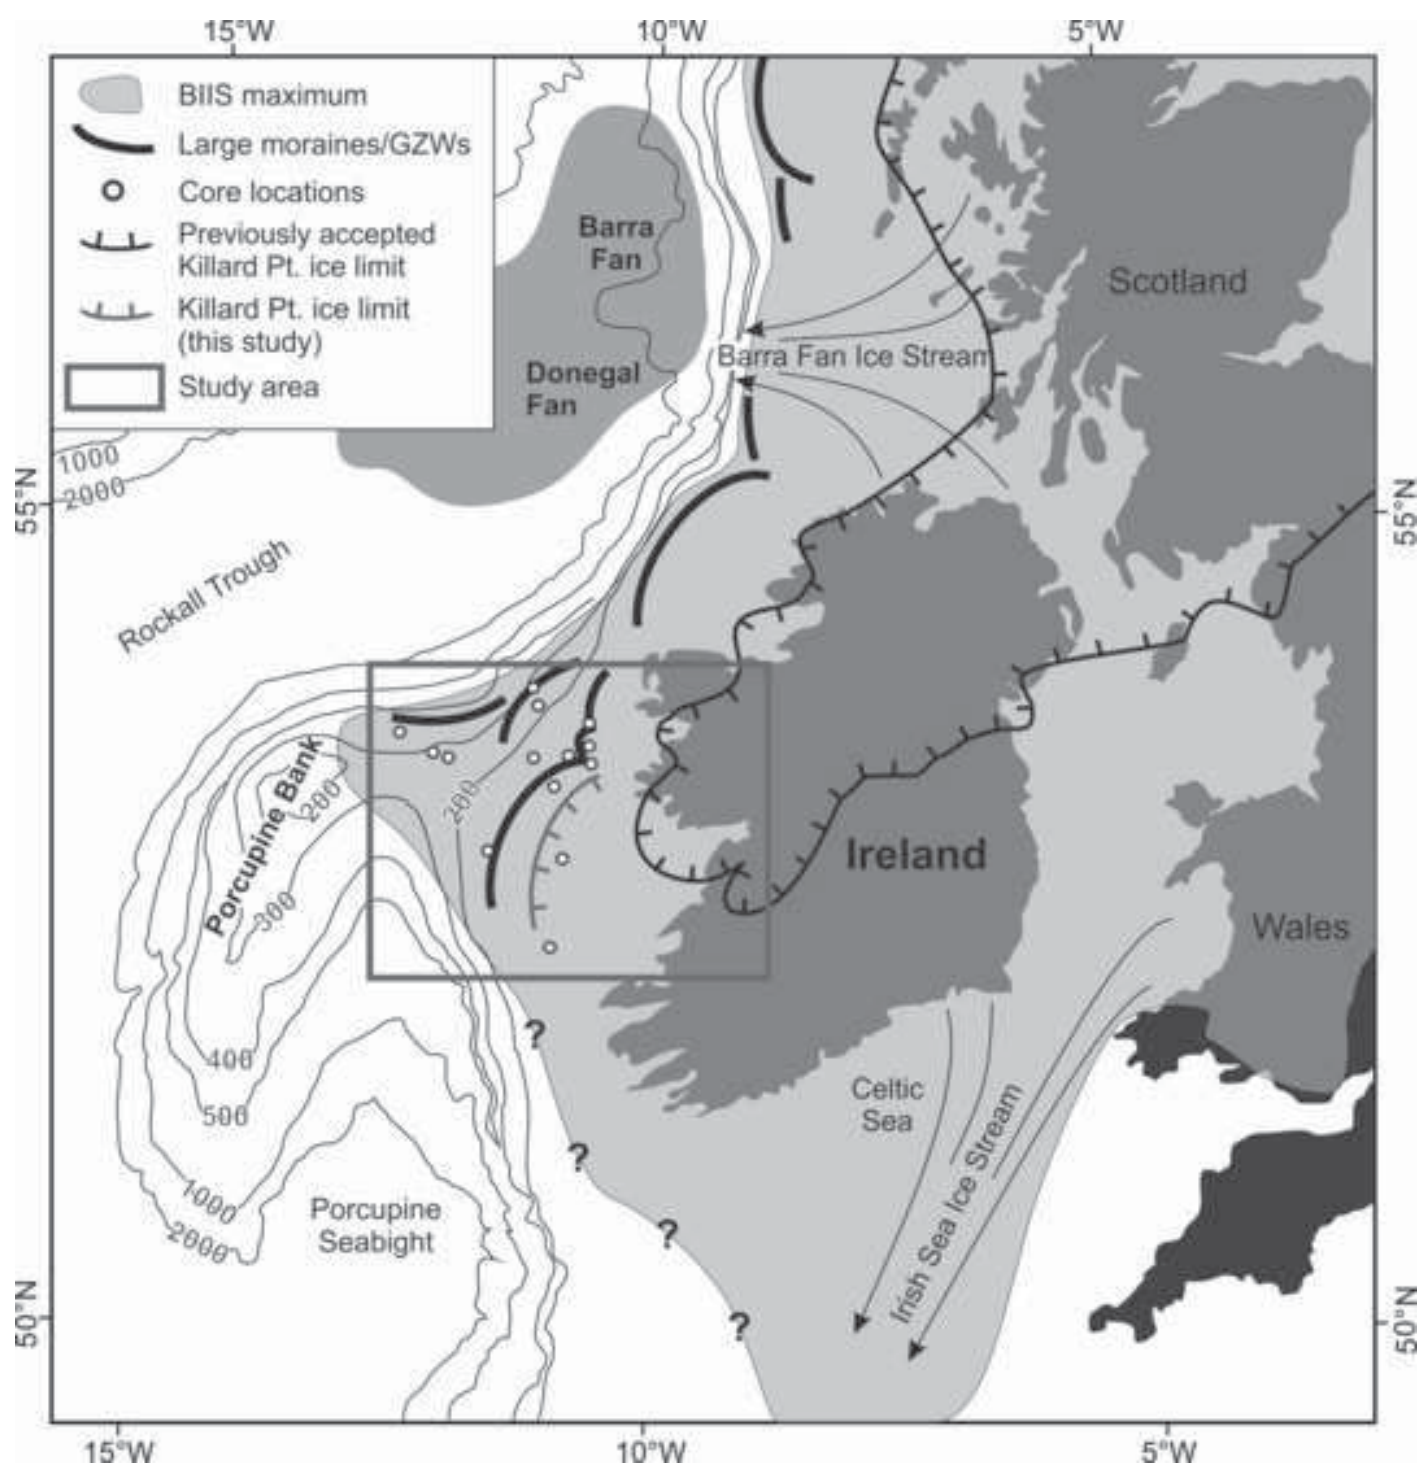 15°W
10°W
5°W
BIIS maximum
Large moraines/GZWs
Core locations
Previously accepted
Killard Pt. ice limit
Killard Pt. ice limit
(this study)
Study area
Barra
Fan
Donegal
Fan
Scotland
Barra Fan Ice Stream
1000
2000
55°N
55°N
Rockall Trough
Porcupine Bank
200
200
300
Ireland
Wales
400
500
1000
2000
Porcupine
Seabight
?
?
?
?
Celtic
Sea
Irish Sea Ice Stream
50°N
50°N
15°W
10°W
5°W